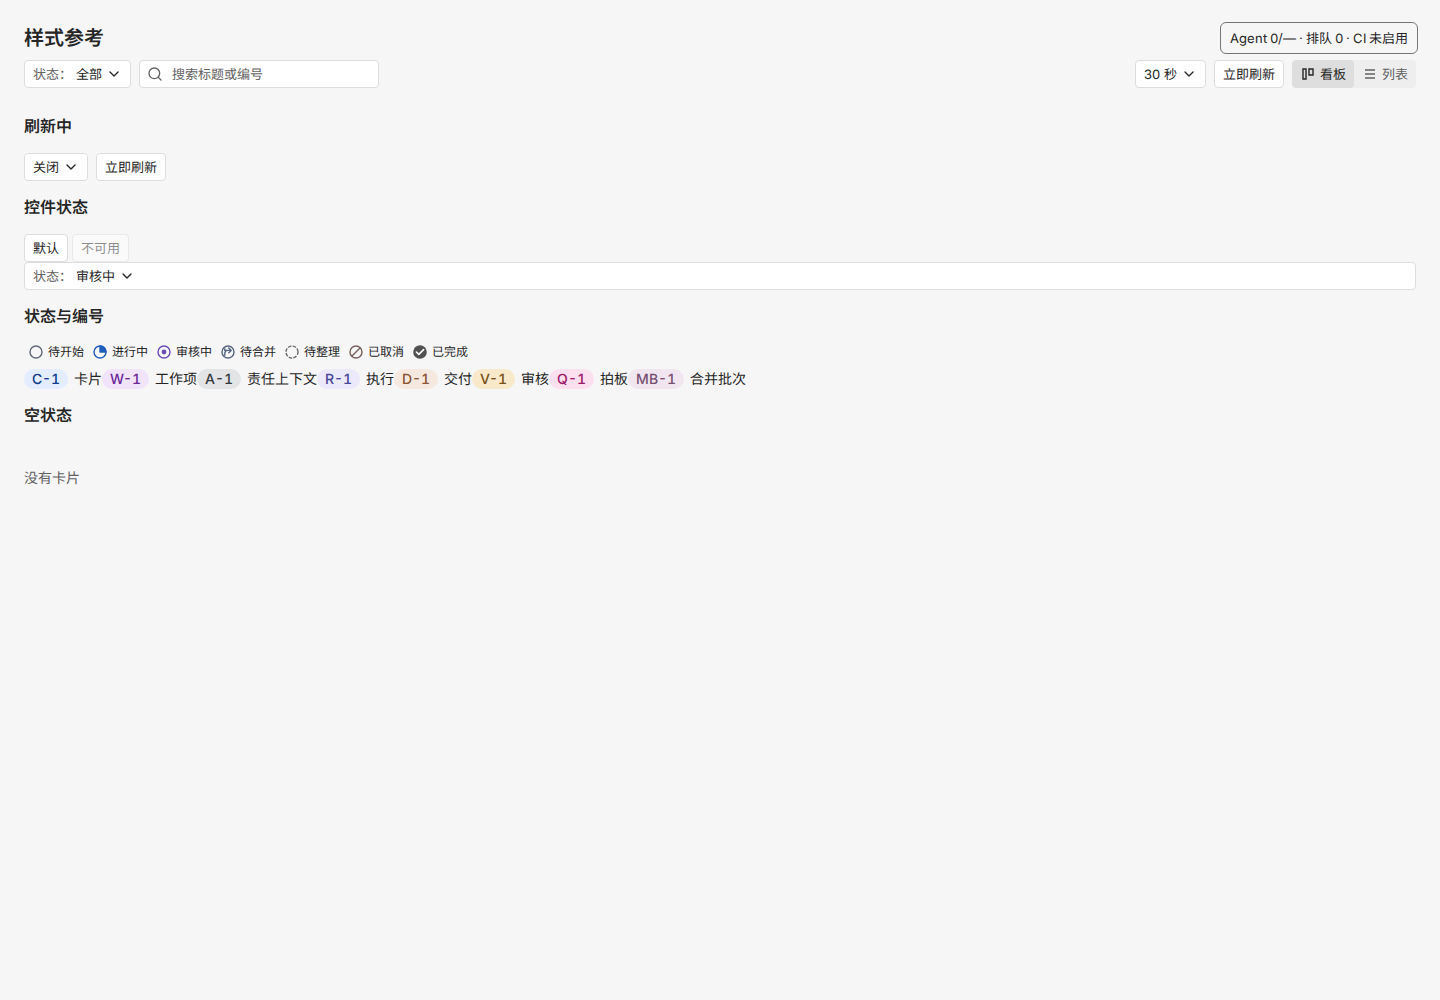 样式参考
Agent 0/— · 排队 0 · CI 未启用
状态： 全部 搜索标题或编号 30 秒 立即刷新 看板 列表
刷新中
关闭 立即刷新
控件状态
默认 不可用
状态： 审核中
状态与编号
待开始 进行中 审核中 待合并 待整理 已取消 已完成
C-1 卡片 W-1 工作项 A-1 责任上下文 R-1 执行 D-1 交付 V-1 审核 Q-1 拍板 MB-1 合并批次
空状态
没有卡片